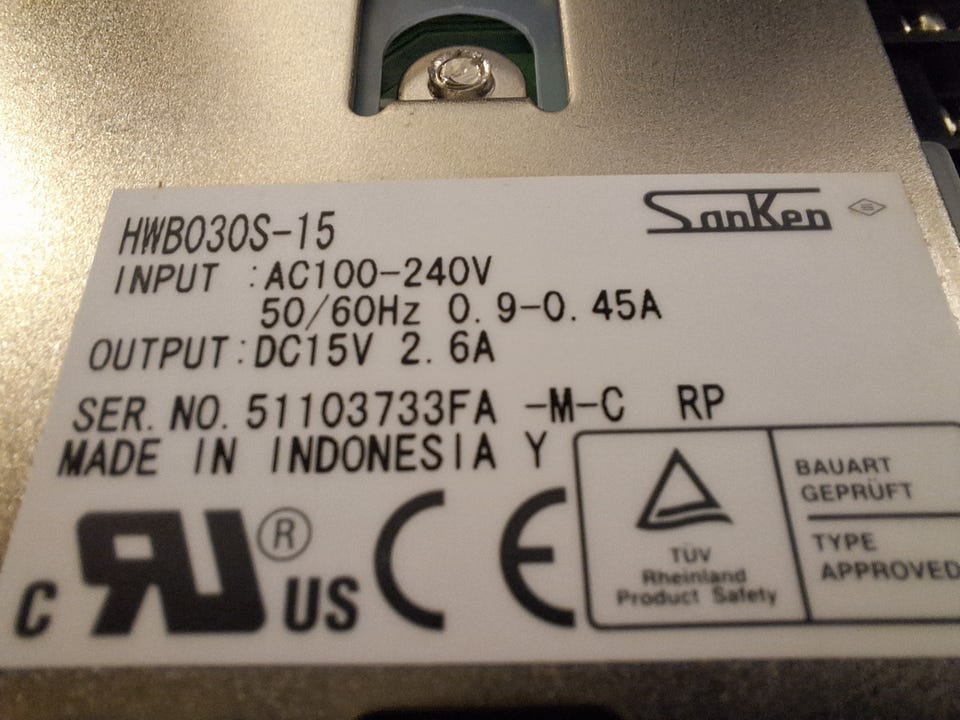 HWB030S-15
SanKen
INPUT :AC100-240V
50/60Hz 0.9-0.45A
OUTPUT:DC15V 2.6A
SER. NO. 51103733FA -M-C RP
MADE IN INDONESIA Y
C RU ® US CE
TÜV
Rheinland
Product Safety
BAUART
GEPRÜFT
TYPE
APPROVED